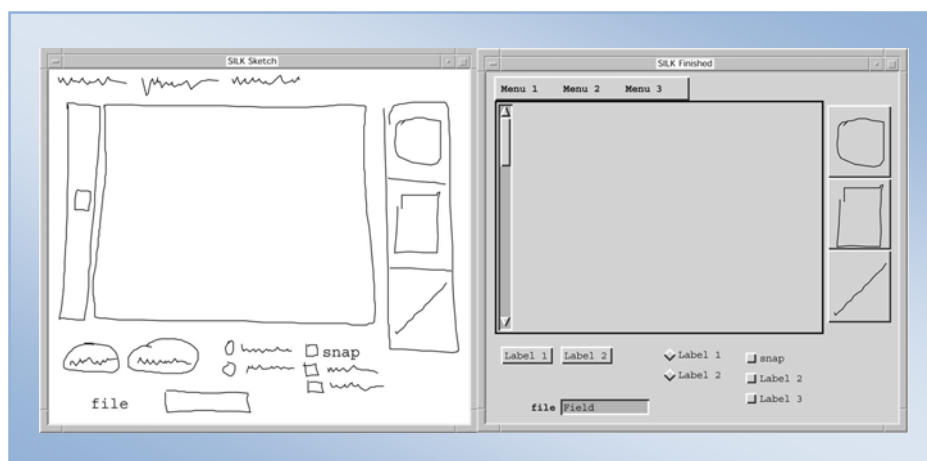 SILK Sketch
snap
file
SILK Finished
Menu 1 Menu 2 Menu 3
Label 1 Label 2
Label 1
Label 2
snap
Label 2
Label 3
file Field